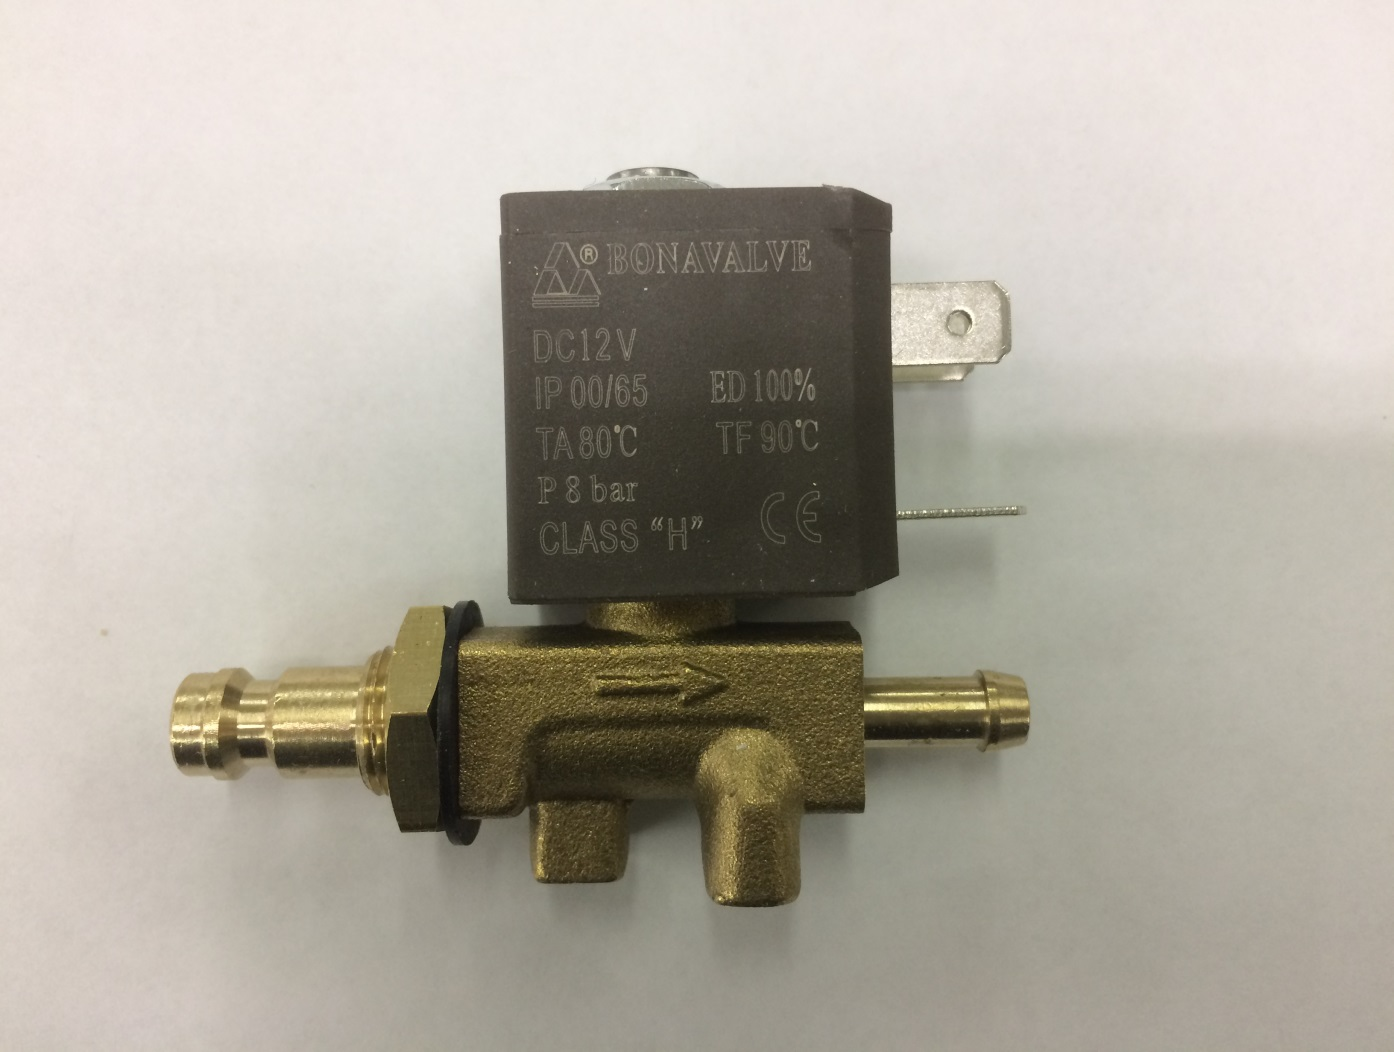 ® BONAVALVE
DC12V
IP 00/65 ED 100%
TA 80℃ TF 90℃
P 8 bar
CLASS “H” CE